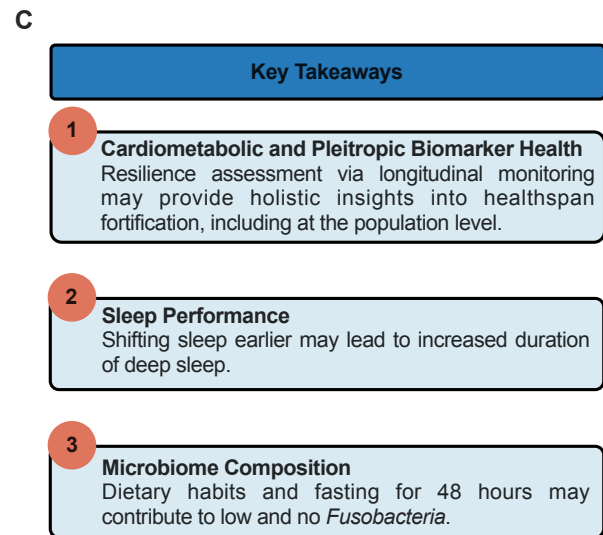 C
Key Takeaways
1
Cardiometabolic and Pleitropic Biomarker Health
Resilience assessment via longitudinal monitoring
may provide holistic insights into healthspan
fortification, including at the population level.
2
Sleep Performance
Shifting sleep earlier may lead to increased duration
of deep sleep.
3
Microbiome Composition
Dietary habits and fasting for 48 hours may
contribute to low and no Fusobacteria.